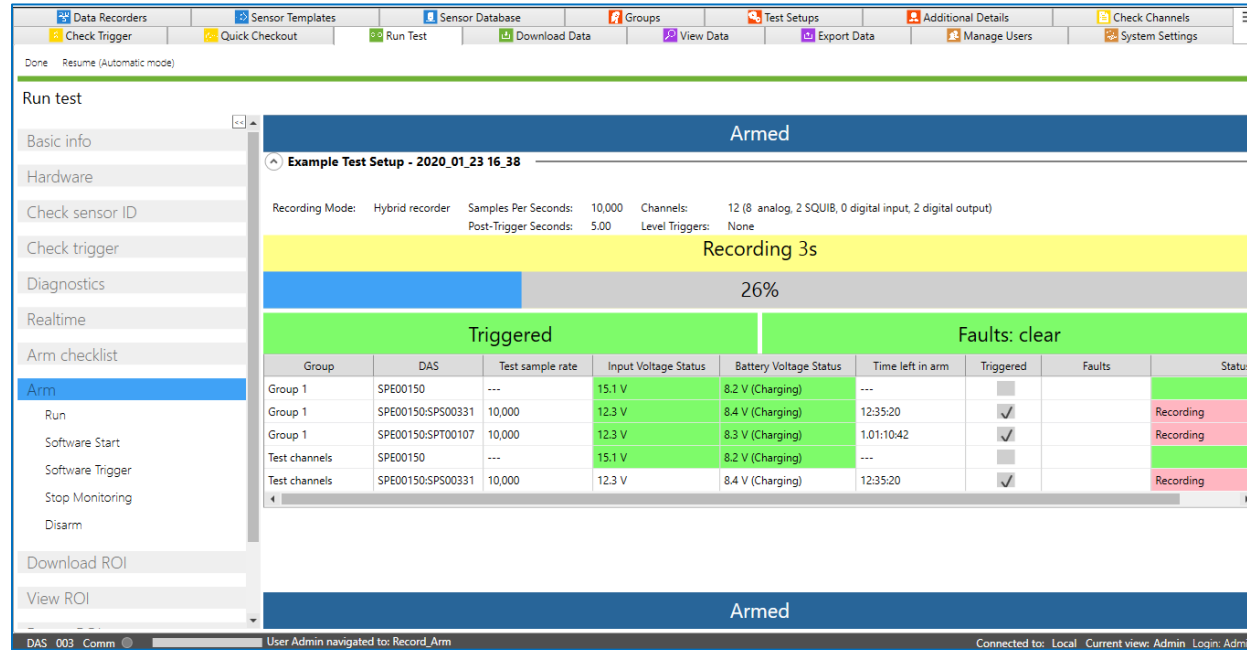 Data Recorders Sensor Templates Sensor Database Groups Test Setups Additional Details Check Channels
Check Trigger Quick Checkout Run Test Download Data View Data Export Data Manage Users System Settings
Done Resume (Automatic mode)
Run test
<<
Basic info
Hardware
Check sensor ID
Check trigger
Diagnostics
Realtime
Arm checklist
Arm
Run
Software Start
Software Trigger
Stop Monitoring
Disarm
Download ROI
View ROI
Armed
Example Test Setup - 2020_01_23 16_38
Recording Mode: Hybrid recorder Samples Per Seconds: 10,000 Channels: 12 (8 analog, 2 SQUIB, 0 digital input, 2 digital output)
Post-Trigger Seconds: 5.00 Level Triggers: None
Recording 3s
26%
Triggered Faults: clear
Group DAS Test sample rate Input Voltage Status Battery Voltage Status Time left in arm Triggered Faults Status
Group 1 SPE00150 --- 15.1 V 8.2 V (Charging) ---
Group 1 SPE00150:SPS00331 10,000 12.3 V 8.4 V (Charging) 12:35:20 Recording
Group 1 SPE00150:SPT00107 10,000 12.3 V 8.3 V (Charging) 1.01:10:42 Recording
Test channels SPE00150 --- 15.1 V 8.2 V (Charging) ---
Test channels SPE00150:SPS00331 10,000 12.3 V 8.4 V (Charging) 12:35:20 Recording
Armed
DAS 003 Comm User Admin navigated to: Record_Arm Connected to: Local Current view: Admin Login: Admi